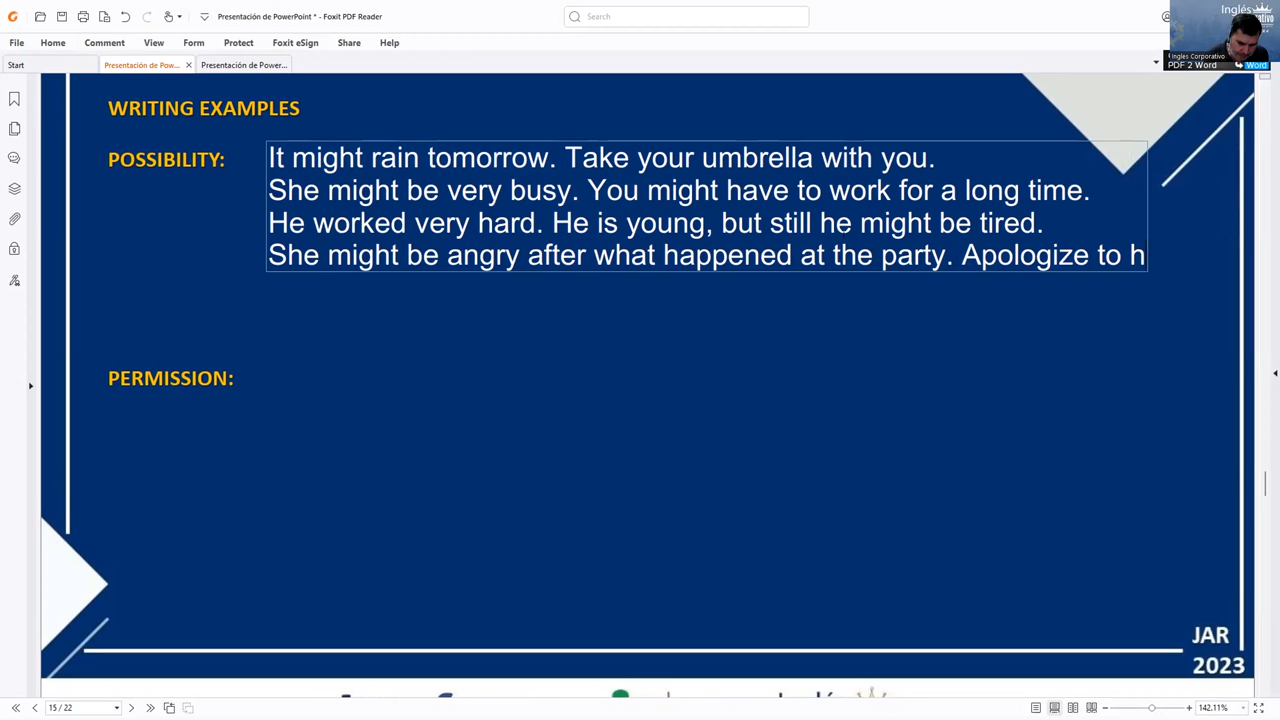 Presentación de PowerPoint * - Foxit PDF Reader
Search
Inglés
File Home Comment View Form Protect Foxit eSign Share Help
Inglés Corporativo
PDF 2 Word Word
Start Presentación de Pow... × Presentación de Power...
WRITING EXAMPLES
POSSIBILITY: It might rain tomorrow. Take your umbrella with you.
She might be very busy. You might have to work for a long time.
He worked very hard. He is young, but still he might be tired.
She might be angry after what happened at the party. Apologize to h
PERMISSION:
JAR
2023
15 / 22
142.11%